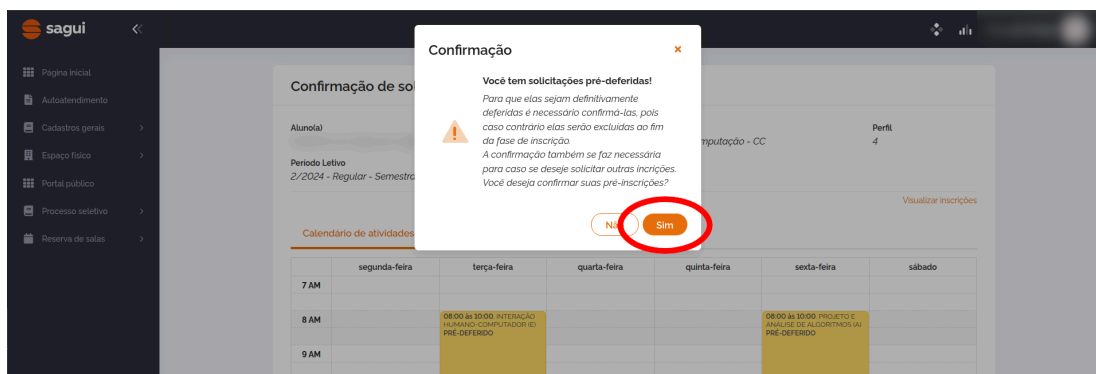 sagui
Confirmação
Você tem solicitações pré-deferidas!
Para que elas sejam definitivamente
deferidas é necessário confirmá-las, pois
caso contrário elas serão excluídas ao fim
da fase de inscrição.
A confirmação também se faz necessária
para caso se deseje solicitar outras incrições.
Você deseja confirmar suas pré-inscrições?
Sim
Página inicial
Autoatendimento
Cadastros gerais
Espaço físico
Portal público
Processo seletivo
Reserva de salas
Confirmação de so
Aluno(a)
mputação - CC
Perfil
4
Período Letivo
2/2024 - Regular - Semestra
Visualizar inscrições
Calendário de atividades
segunda-feira terça-feira quarta-feira quinta-feira sexta-feira sábado
7 AM
8 AM
08:00 às 10:00 INTERAÇÃO
HUMANO-COMPUTADOR (E)
PRÉ-DEFERIDO
08:00 às 10:00 PROJETO E
ANÁLISE DE ALGORITMOS (A)
PRÉ-DEFERIDO
9 AM